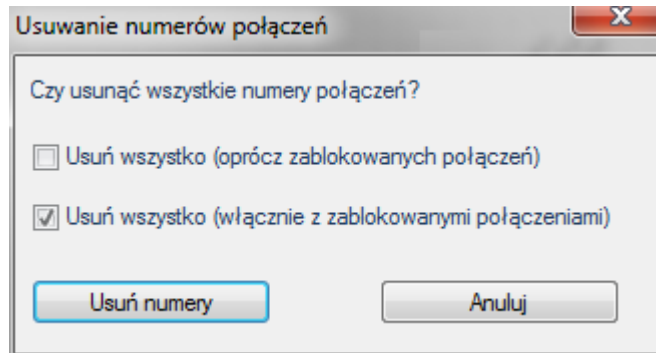 Usuwanie numerów połączeń
Czy usunąć wszystkie numery połączeń?
Usuń wszystko (oprócz zablokowanych połączeń)
Usuń wszystko (włącznie z zablokowanymi połączeniami)
Usuń numery
Anuluj